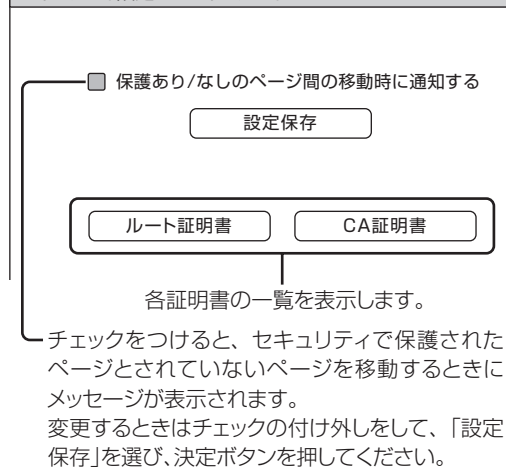 保護あり/なしのページ間の移動時に通知する
設定保存
ルート証明書 CA証明書
各証明書の一覧を表示します。
チェックをつけると、セキュリティで保護された
ページとされていないページを移動するときに
メッセージが表示されます。
変更するときはチェックの付け外しをして、「設定
保存」を選び、決定ボタンを押してください。